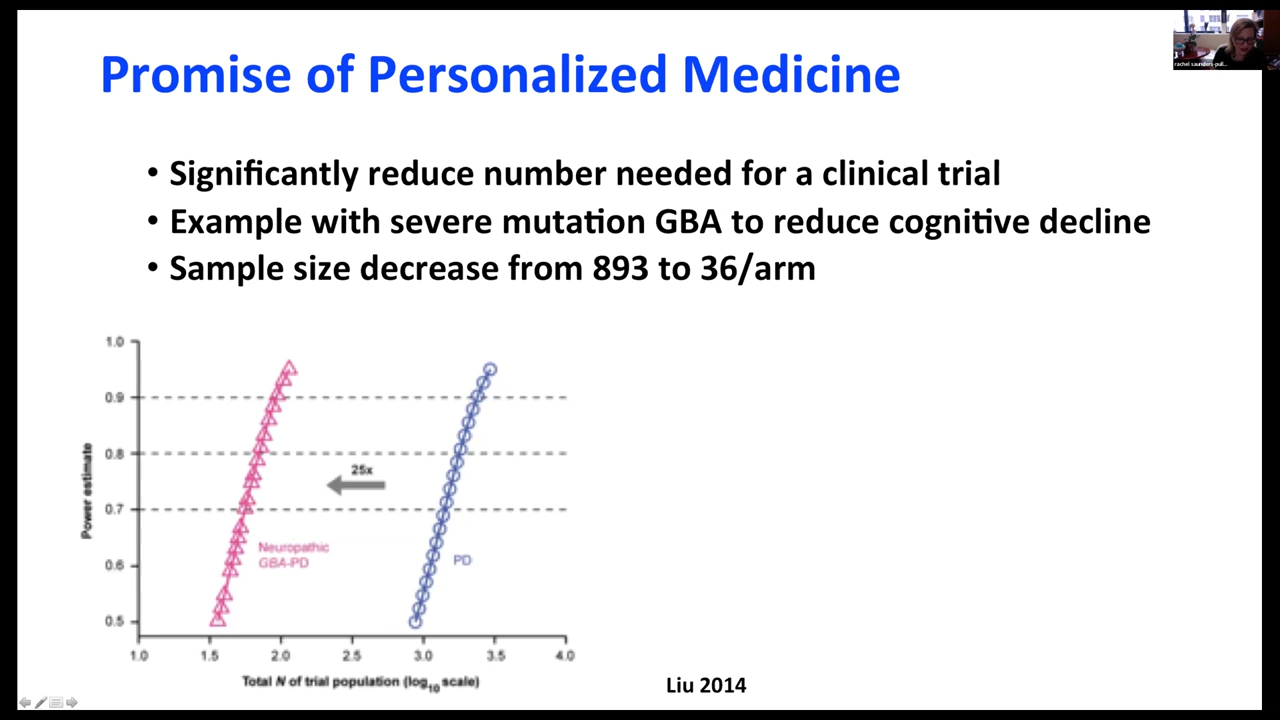 Promise of Personalized Medicine
rachel saunders-pull...
• Significantly reduce number needed for a clinical trial
• Example with severe mutation GBA to reduce cognitive decline
• Sample size decrease from 893 to 36/arm
1.0
0.9
0.8
0.7
0.6
0.5
Power estimate
25x
Neuropathic
GBA-PD
PD
1.0 1.5 2.0 2.5 3.0 3.5 4.0
Total N of trial population (log10 scale)
Liu 2014